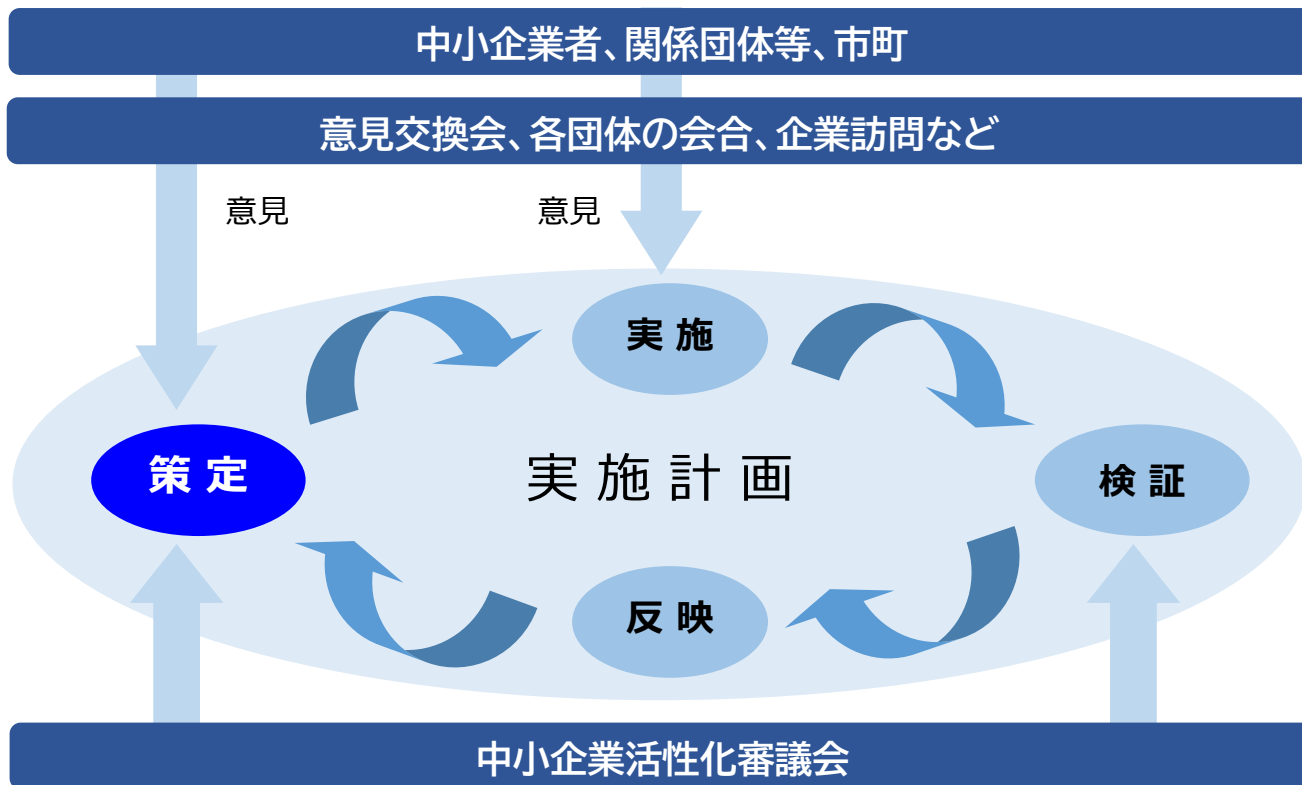 中小企業者、関係団体等、市町
意見交換会、各団体の会合、企業訪問など
意見
意見
実 施
策 定
実 施 計 画
検 証
反 映
中小企業活性化審議会